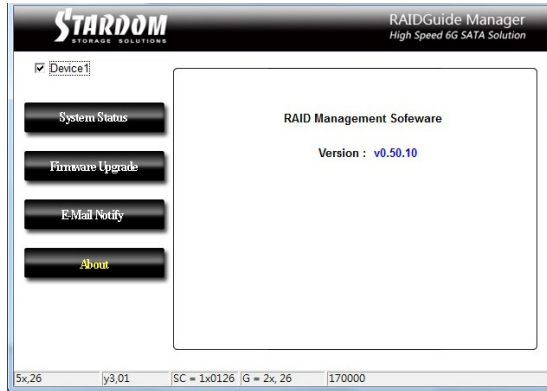 STARDOM
STORAGE SOLUTIONS
RAIDGuide Manager
High Speed 6G SATA Solution
Device1
System Status
Firmware Upgrade
E-Mail Notify
About
RAID Management Sofeware
Version : v0.50.10
5x,26 y3,01 SC = 1x0126 G = 2x, 26 170000